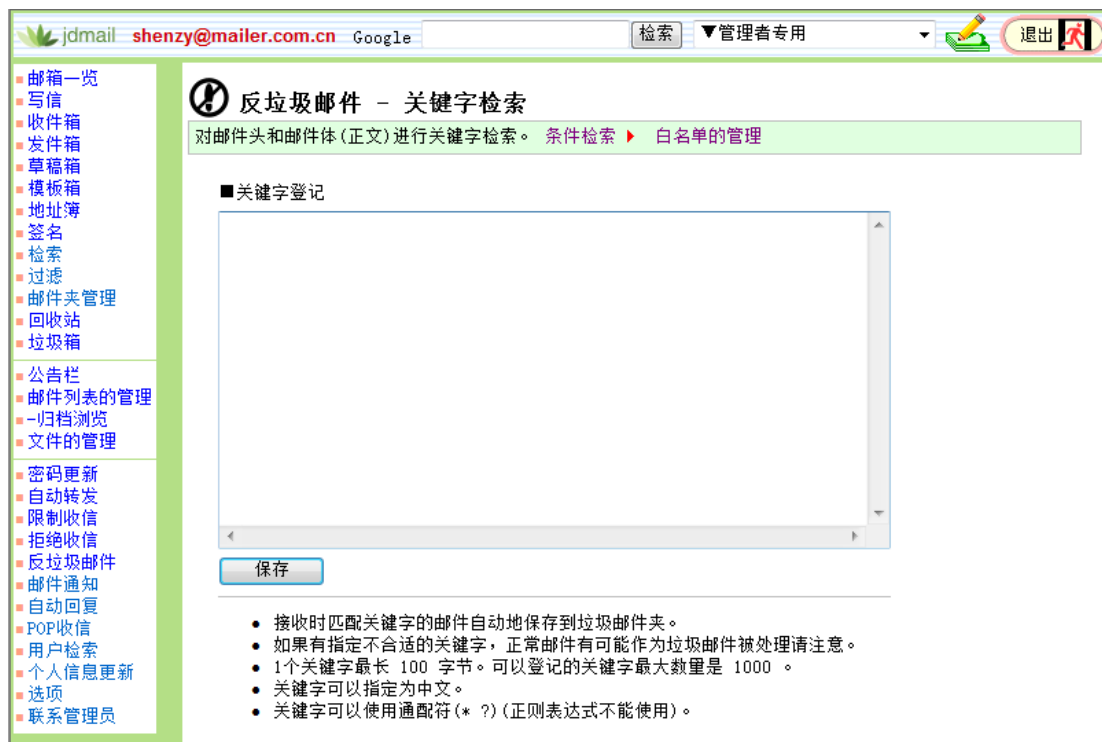 jdmail shenzy@mailer.com.cn Google 检索 ▼管理者专用 退出
邮箱一览
写信
收件箱
发件箱
草稿箱
模板箱
地址簿
签名
检索
过滤
邮件夹管理
回收站
垃圾箱
公告栏
邮件列表的管理
-归档浏览
文件的管理
密码更新
自动转发
限制收信
拒绝收信
反垃圾邮件
邮件通知
自动回复
POP收信
用户检索
个人信息更新
选项
联系管理员
反垃圾邮件 - 关键字检索
对邮件头和邮件体(正文)进行关键字检索。 条件检索 白名单的管理
■关键字登记
保存
● 接收时匹配关键字的邮件自动地保存到垃圾邮件夹。
● 如果有指定不合适的关键字，正常邮件有可能作为垃圾邮件被处理请注意。
● 1个关键字最长 100 字节。可以登记的关键字最大数量是 1000 。
● 关键字可以指定为中文。
● 关键字可以使用通配符(* ?)(正则表达式不能使用)。